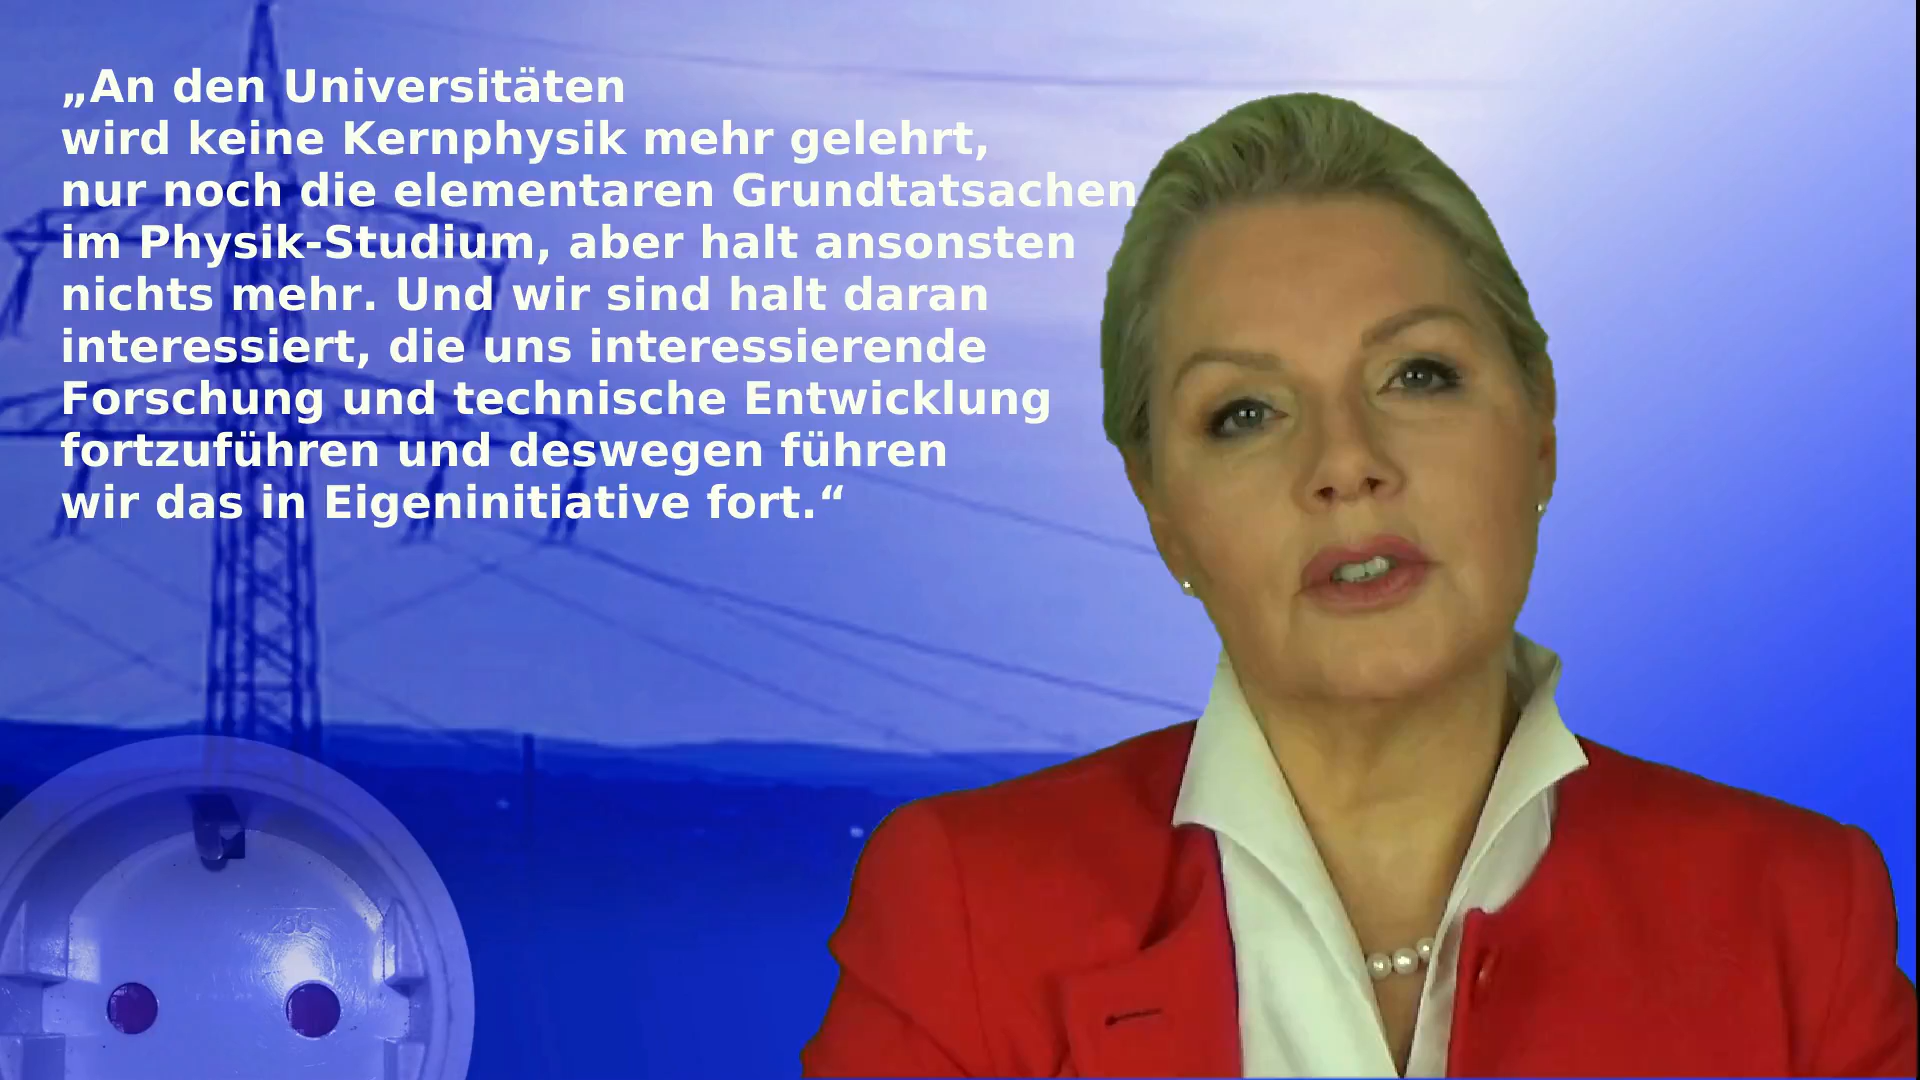 „An den Universitäten
wird keine Kernphysik mehr gelehrt,
nur noch die elementaren Grundtatsachen
im Physik-Studium, aber halt ansonsten
nichts mehr. Und wir sind halt daran
interessiert, die uns interessierende
Forschung und technische Entwicklung
fortzuführen und deswegen führen
wir das in Eigeninitiative fort.“
250